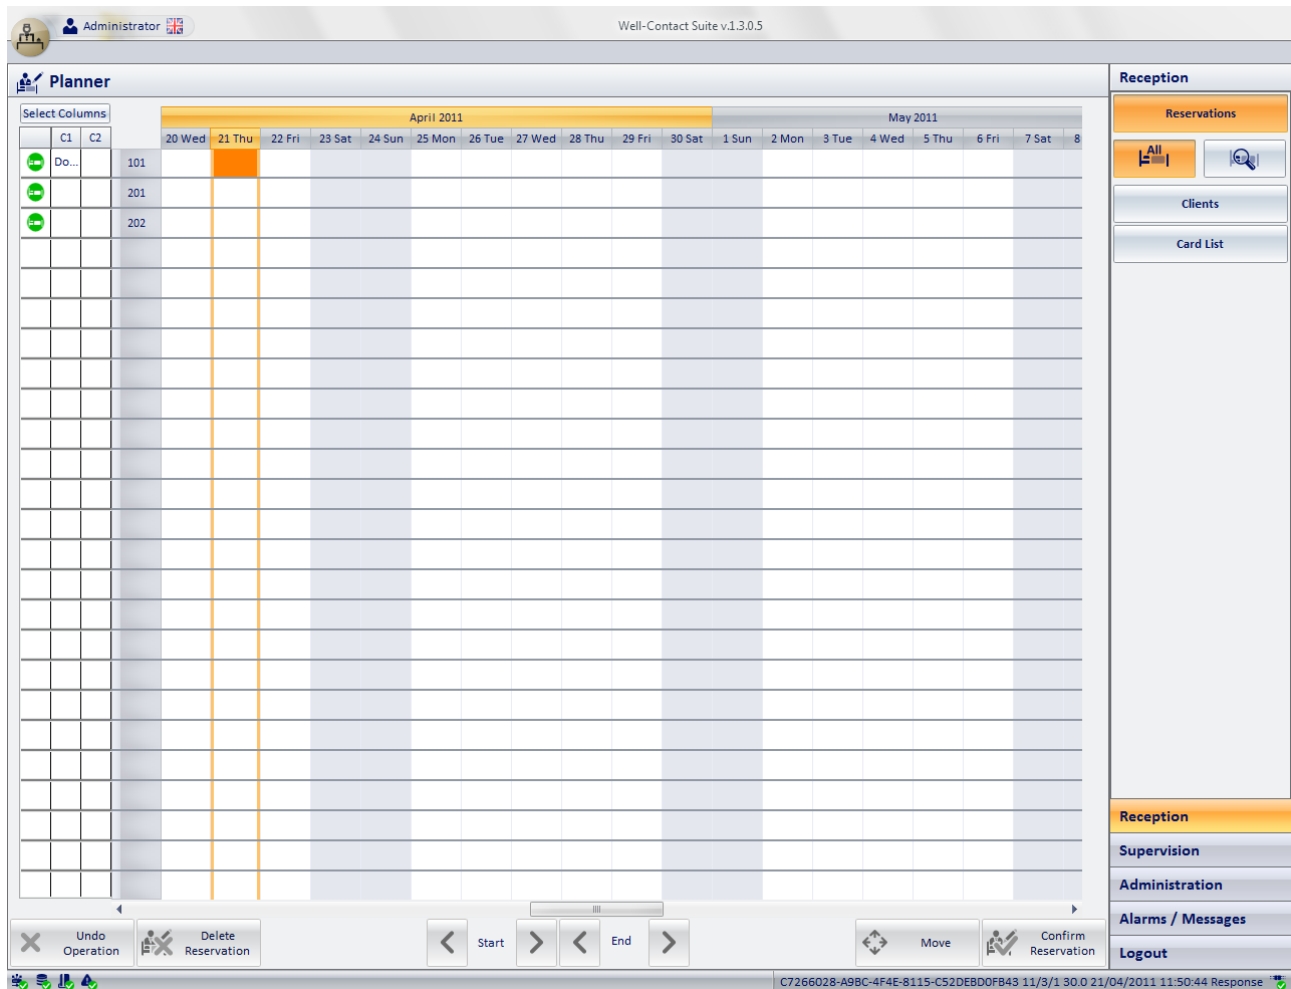 Administrator
Well-Contact Suite v.1.3.0.5
Planner
Reception
Select Columns
April 2011
May 2011
Reservations
C1 C2
20 Wed 21 Thu 22 Fri 23 Sat 24 Sun 25 Mon 26 Tue 27 Wed 28 Thu 29 Fri 30 Sat 1 Sun 2 Mon 3 Tue 4 Wed 5 Thu 6 Fri 7 Sat 8
Do... 101
All
201
202
Clients
Card List
Reception
Supervision
Administration
Alarms / Messages
Logout
Undo
Operation
Delete
Reservation
Start
End
Move
Confirm
Reservation
C7266028-A9BC-4F4E-8115-C52DEBD0FB43 11/3/1 30.0 21/04/2011 11:50:44 Response